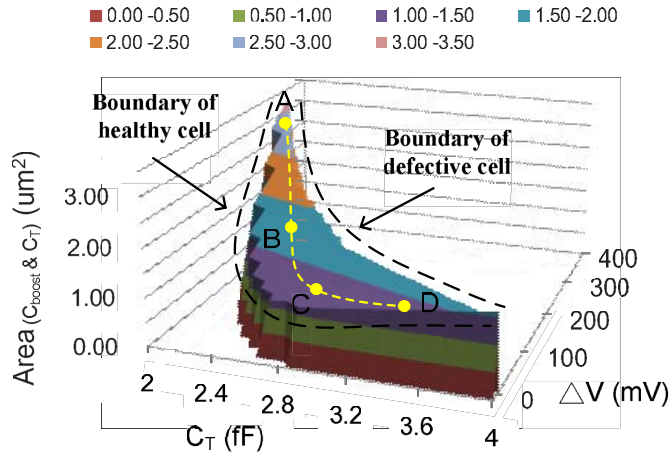 0.00 -0.50 0.50 -1.00 1.00 -1.50 1.50 -2.00
2.00 -2.50 2.50 -3.00 3.00 -3.50
Boundary of
healthy cell
A
Boundary of
defective cell
B
C
D
Area (Cboost & CT) (um²)
3.00
2.00
1.00
0.00
2
2.4
2.8
3.2
3.6
4
CT (fF)
400
300
200
100
0
△V (mV)